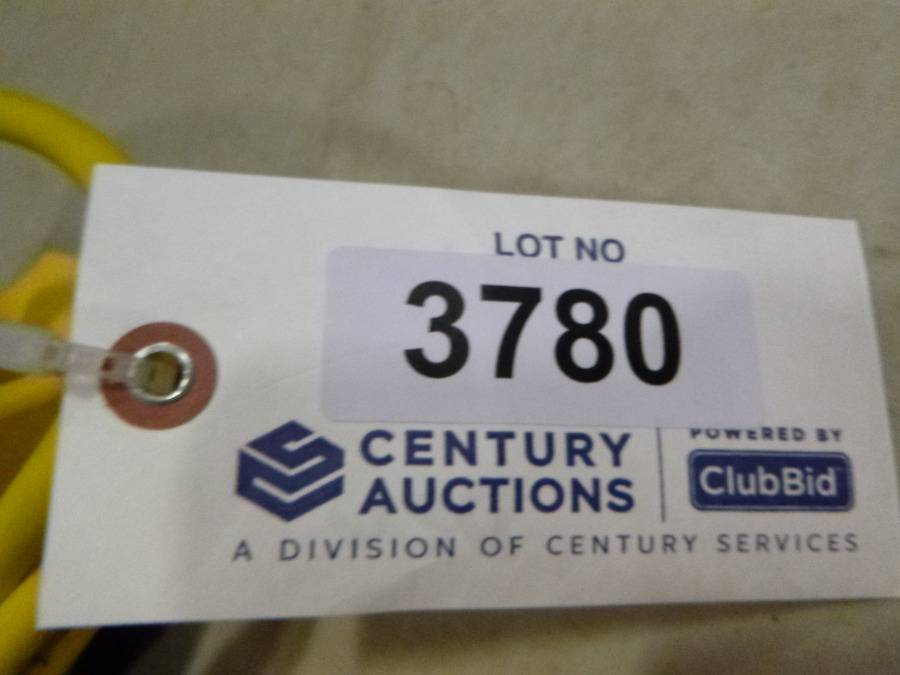 LOT NO
3780
CENTURY
AUCTIONS
POWERED BY
ClubBid
A DIVISION OF CENTURY SERVICES